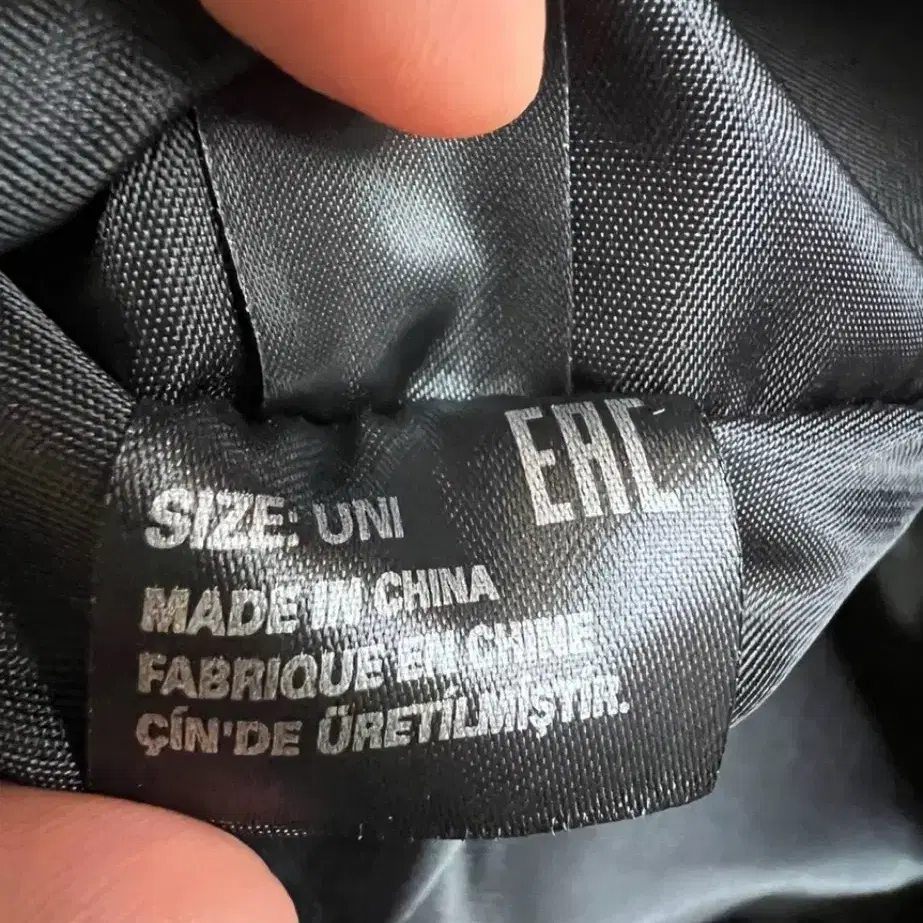 EAC
SIZE: UNI
MADE IN CHINA
FABRIQUE EN CHINE
ÇİN'DE ÜRETİLMİŞTİR.